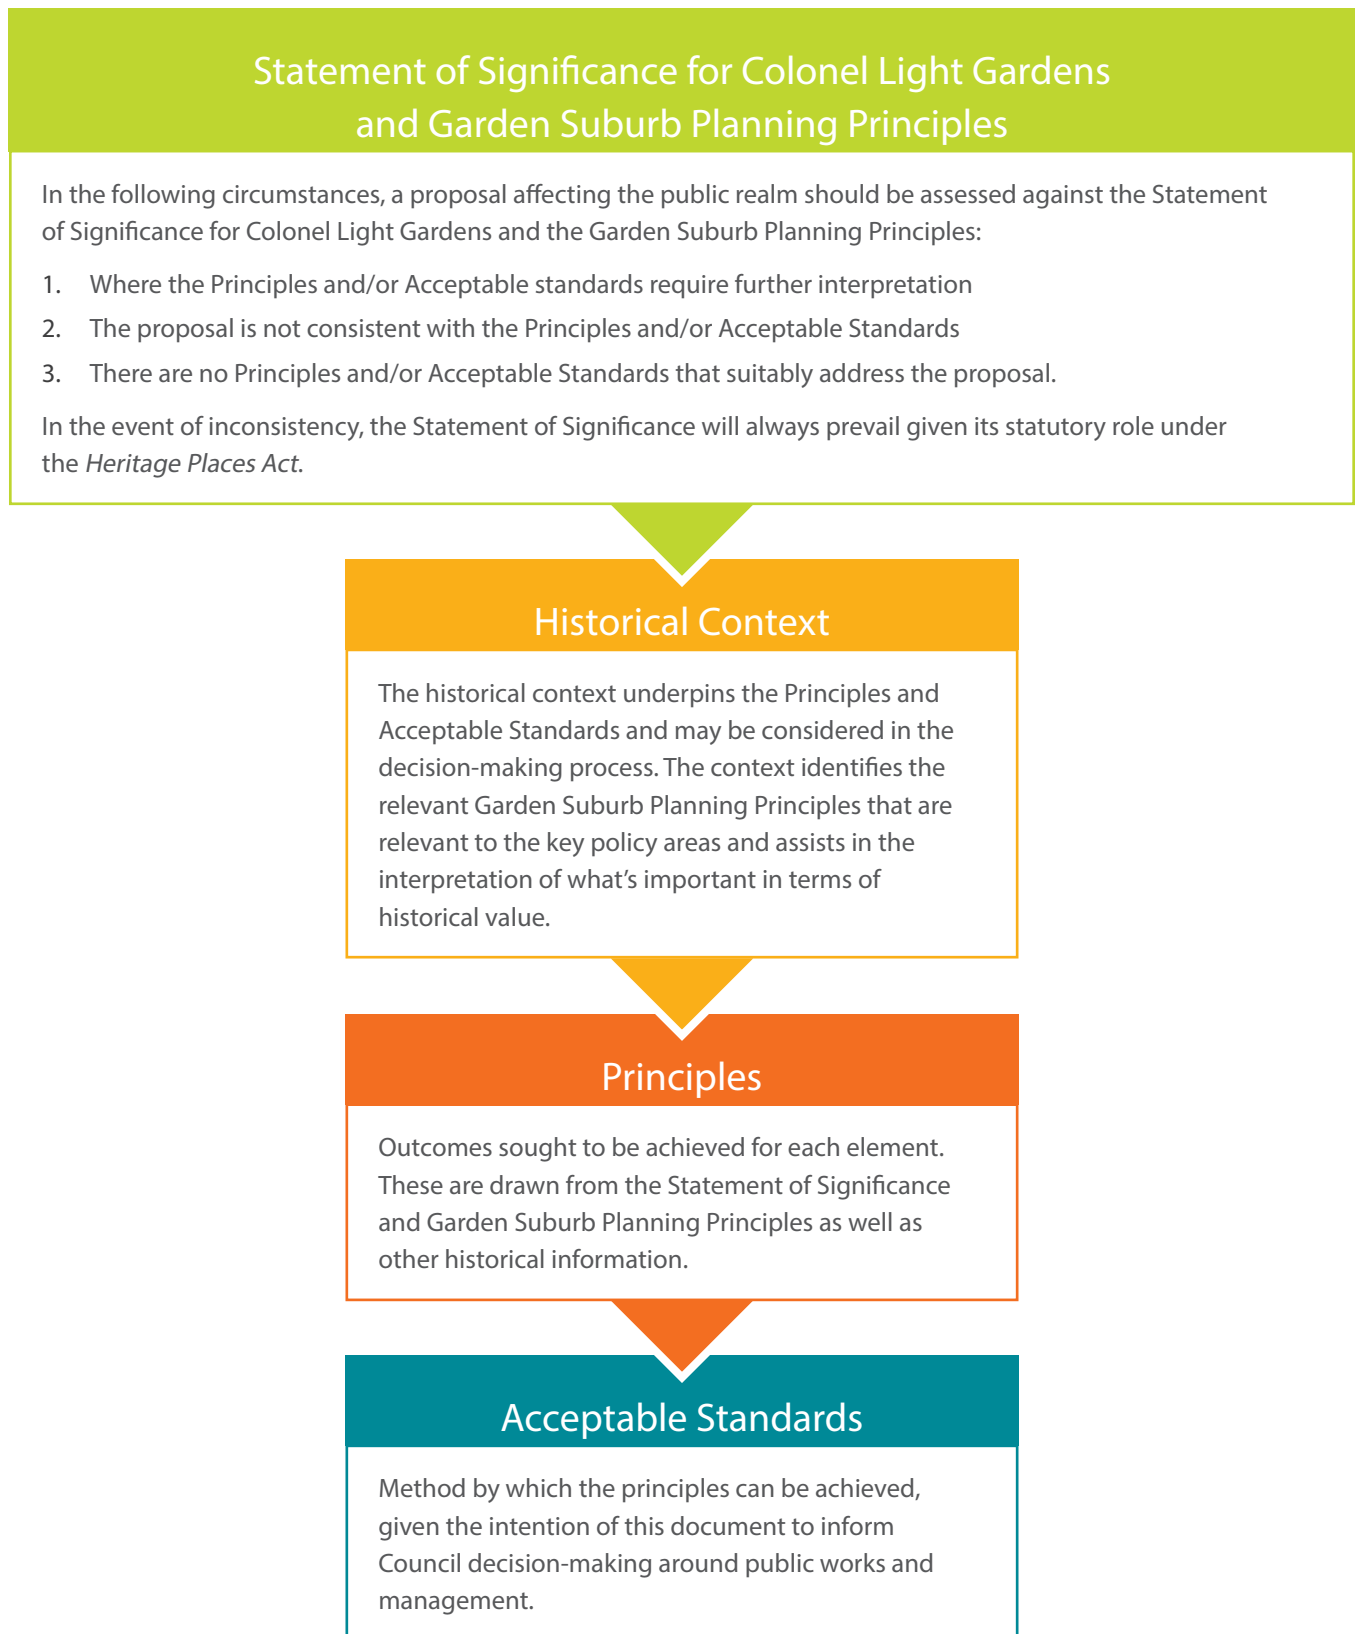 Statement of Significance for Colonel Light Gardens
and Garden Suburb Planning Principles
In the following circumstances, a proposal affecting the public realm should be assessed against the Statement
of Significance for Colonel Light Gardens and the Garden Suburb Planning Principles:
1. Where the Principles and/or Acceptable standards require further interpretation
2. The proposal is not consistent with the Principles and/or Acceptable Standards
3. There are no Principles and/or Acceptable Standards that suitably address the proposal.
In the event of inconsistency, the Statement of Significance will always prevail given its statutory role under
the Heritage Places Act.
Historical Context
The historical context underpins the Principles and
Acceptable Standards and may be considered in the
decision-making process. The context identifies the
relevant Garden Suburb Planning Principles that are
relevant to the key policy areas and assists in the
interpretation of what's important in terms of
historical value.
Principles
Outcomes sought to be achieved for each element.
These are drawn from the Statement of Significance
and Garden Suburb Planning Principles as well as
other historical information.
Acceptable Standards
Method by which the principles can be achieved,
given the intention of this document to inform
Council decision-making around public works and
management.